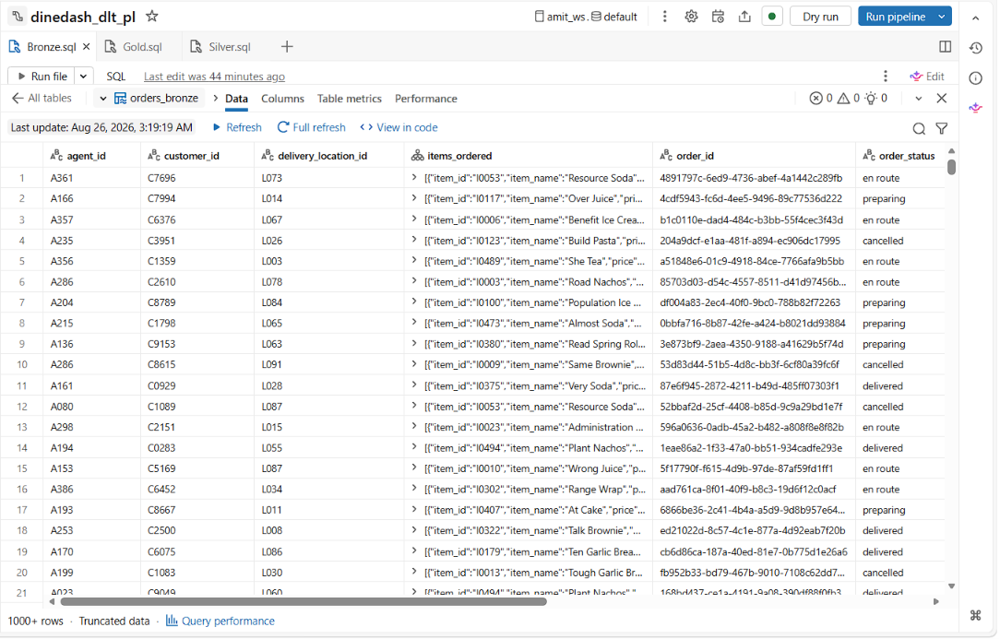 dinedash_dlt_pl amit_ws. default Dry run Run pipeline
Bronze.sql Gold.sql Silver.sql
Run file SQL Last edit was 44 minutes ago Edit
All tables orders_bronze Data Columns Table metrics Performance 0 0 0
Last update: Aug 26, 2026, 3:19:19 AM Refresh Full refresh View in code
agent_id customer_id delivery_location_id items_ordered order_id order_status
1 A361 C7696 L073 [{"item_id":"I0053","item_name":"Resource Soda"... 4891797c-6ed9-4736-abef-4a1442c289fb en route
2 A166 C7994 L014 [{"item_id":"I0117","item_name":"Over Juice","pri... 4cdf5943-fc6d-4ee5-9496-89c77536d222 preparing
3 A357 C6376 L067 [{"item_id":"I0006","item_name":"Benefit Ice Crea... b1c0110e-dad4-484c-b3bb-55f4cec3f43d en route
4 A235 C3951 L026 [{"item_id":"I0123","item_name":"Build Pasta","pri... 204a9dcf-e1aa-481f-a894-ec906dc17995 cancelled
5 A356 C1359 L003 [{"item_id":"I0489","item_name":"She Tea","price"... a51848e6-01c9-4918-84ce-7766afa9b5bb en route
6 A286 C2610 L078 [{"item_id":"I0003","item_name":"Road Nachos","... 85703d03-d54c-4557-8511-d41d97456b... en route
7 A204 C8789 L084 [{"item_id":"I0100","item_name":"Population Ice ... df004a83-2ec4-40f0-9bc0-788b82f72263 preparing
8 A215 C1798 L065 [{"item_id":"I0473","item_name":"Almost Soda","... 0bbfa716-8b87-42fe-a424-b8021dd93884 preparing
9 A136 C9153 L063 [{"item_id":"I0380","item_name":"Read Spring Rol... 3e873bf9-2aea-4350-9188-a41629b5f74d preparing
10 A286 C8615 L091 [{"item_id":"I0009","item_name":"Same Brownie",... 53d83d44-51b5-4d8c-bb3f-6cf80a39fc6f cancelled
11 A161 C0929 L028 [{"item_id":"I0375","item_name":"Very Soda","pric... 87e6f945-2872-4211-b49d-485ff07303f1 delivered
12 A080 C1089 L087 [{"item_id":"I0053","item_name":"Resource Soda"... 52bbaf2d-25cf-4408-b85d-9c9a29bd1e7f cancelled
13 A298 C2151 L015 [{"item_id":"I0023","item_name":"Administration ... 596a0636-0adb-45a2-b482-a808f8e8f82b en route
14 A194 C0283 L055 [{"item_id":"I0494","item_name":"Plant Nachos","... 1eae86a2-1f33-47a0-bb51-934cadfe293e delivered
15 A153 C5169 L087 [{"item_id":"I0010","item_name":"Wrong Juice","p... 5f17790f-f615-4d9b-97de-87af59fd1ff1 en route
16 A386 C6452 L034 [{"item_id":"I0302","item_name":"Range Wrap","p... aad761ca-8f01-40f9-b8c3-19d6f12c0acf en route
17 A193 C8667 L011 [{"item_id":"I0407","item_name":"At Cake","price"... 6866be36-2c41-4b4a-a5d9-9d8b957e64... preparing
18 A253 C2500 L008 [{"item_id":"I0322","item_name":"Talk Brownie","... ed21022d-8c57-4c1e-877a-4d92eab7f20b delivered
19 A170 C6075 L086 [{"item_id":"I0179","item_name":"Ten Garlic Brea... cb6d86ca-187a-40ed-81e7-0b775d1e26a6 delivered
20 A199 C1083 L030 [{"item_id":"I0013","item_name":"Tough Garlic Br... fb952b33-bd79-467b-9010-7108c62dd7... cancelled
21 A023 C9049 L060 [{"item_id":"I0494","item_name":"Plant Nachos","... 168bd437-ce1a-4191-9a08-390df88f0fb3 delivered
1000+ rows · Truncated data · Query performance